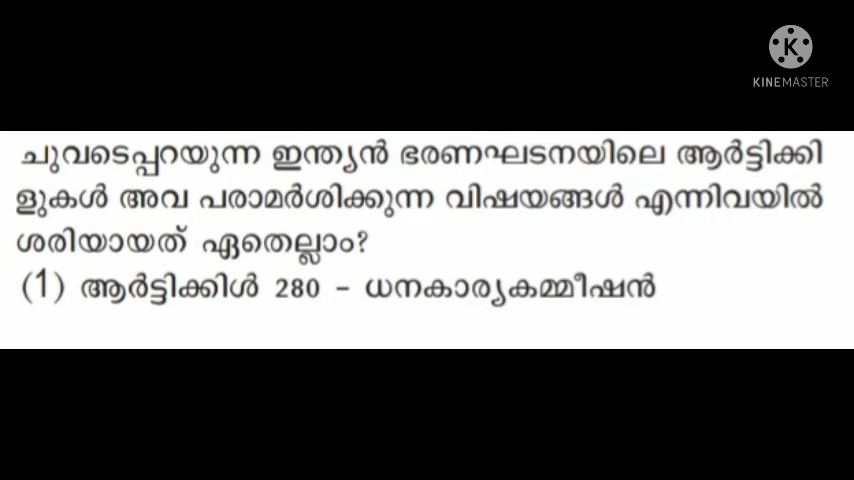 K
KINEMASTER
ചുവടെപ്പറയുന്ന ഇന്ത്യൻ ഭരണഘടനയിലെ ആർട്ടിക്കി
ളുകൾ അവ പരാമർശിക്കുന്ന വിഷയങ്ങൾ എന്നിവയിൽ
ശരിയായത് ഏതെല്ലാം?
(1) ആർട്ടിക്കിൾ 280 - ധനകാര്യകമ്മീഷൻ